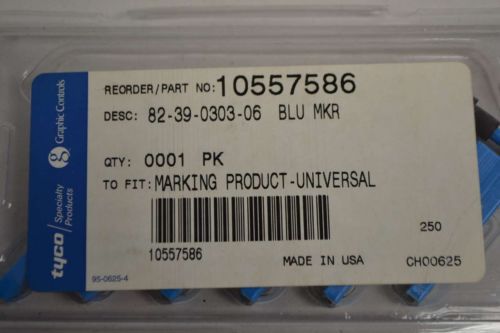 REORDER/PART NO: 10557586
DESC: 82-39-0303-06 BLU MKR
QTY: 0001 PK
TO FIT: MARKING PRODUCT-UNIVERSAL
10557586
250
MADE IN USA
CH00625
95-0625-4
tyco
Specialty
Products
Graphic Controls